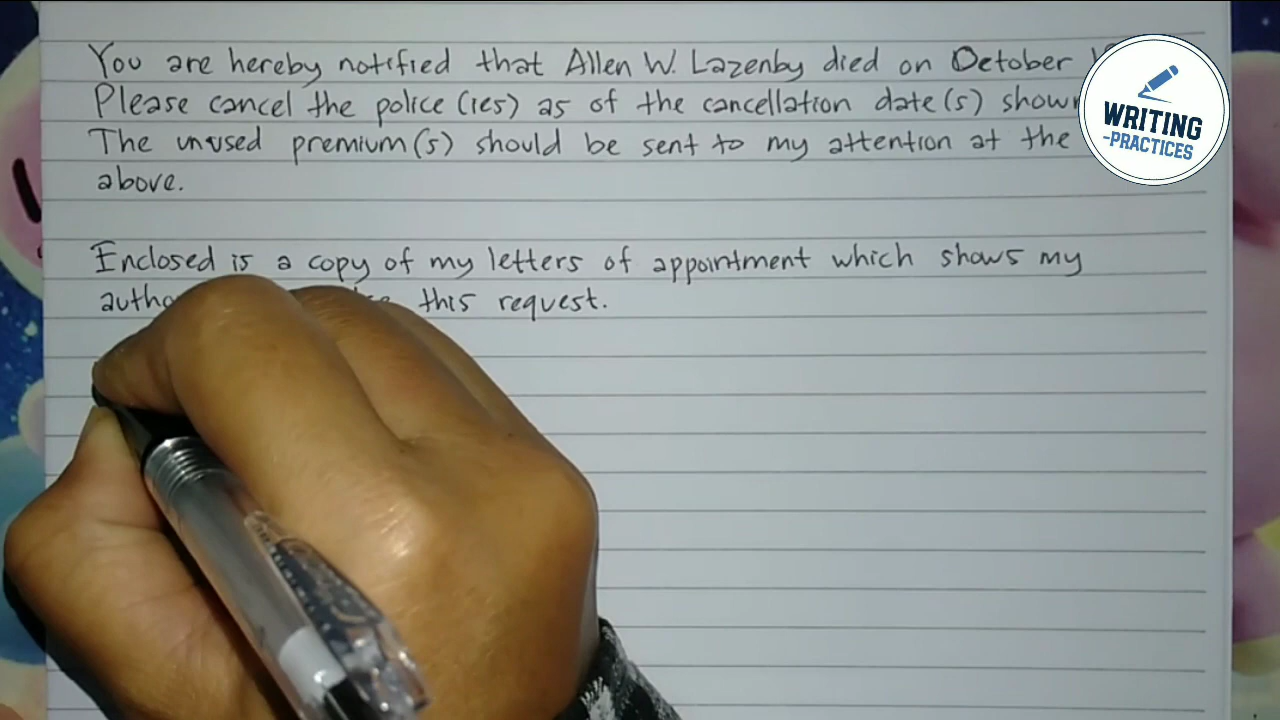 You are hereby notified that Allen W. Lazenby died on October
Please cancel the police (ies) as of the cancellation date(s)
The unused premium(s) should be sent to my attention at the
above.
Enclosed is a copy of my letters of appointment which shows my
this request.
WRITING
-PRACTICES